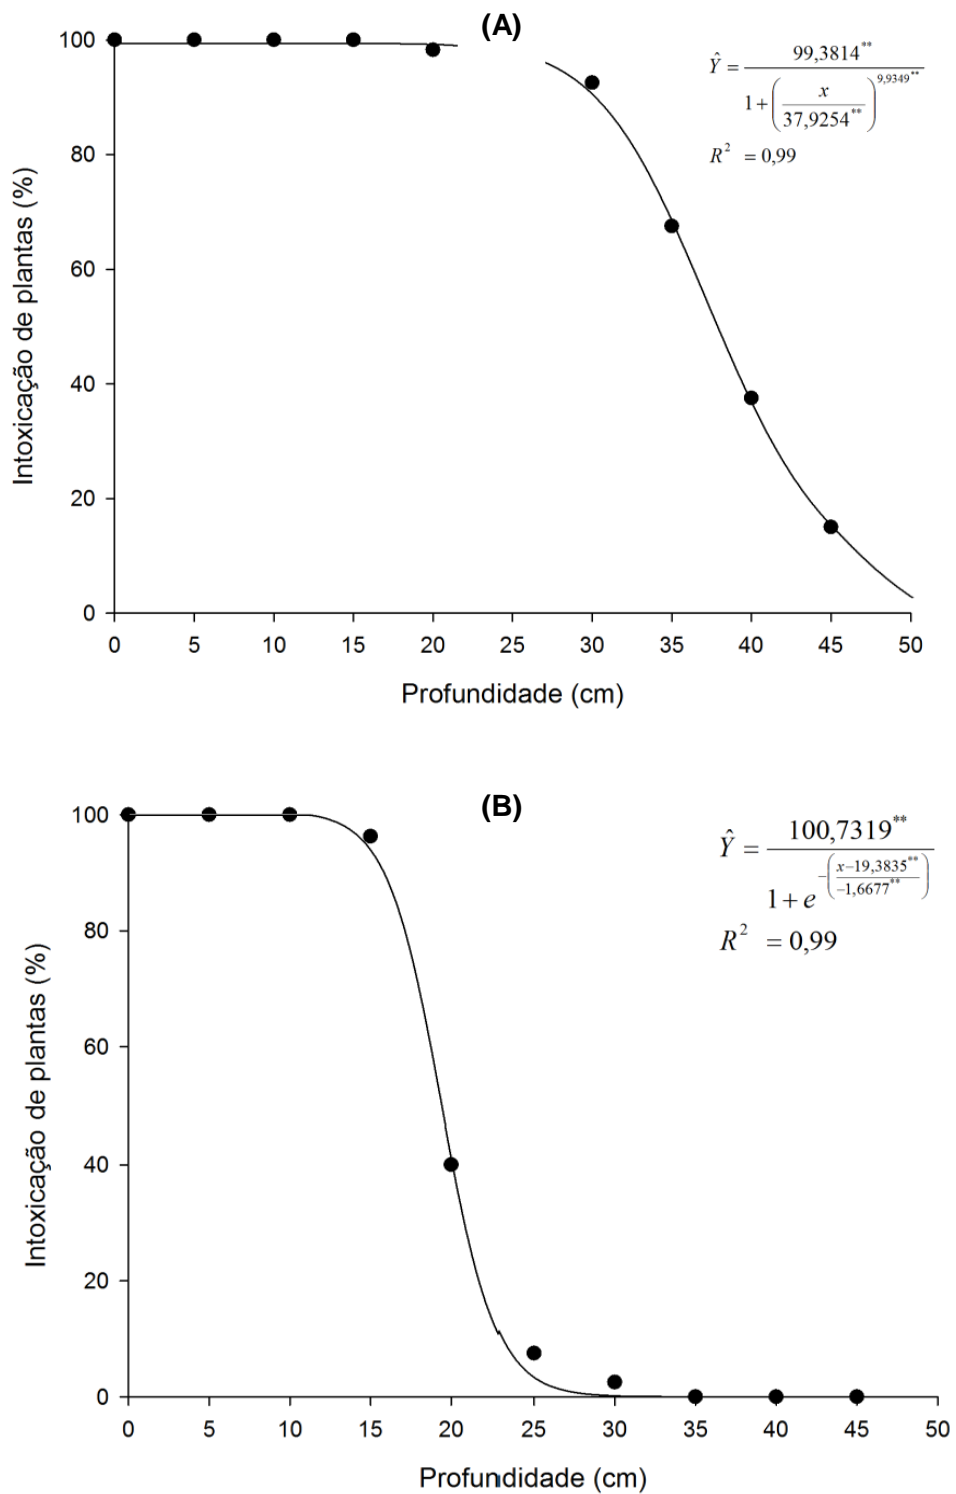 (A)
100
80
60
40
20
0
Intoxicação de plantas (%)
Ŷ = 99,3814** / 1 + ( x / 37,9254** )^9,9349**
R² = 0,99
0 5 10 15 20 25 30 35 40 45 50
Profundidade (cm)
(B)
100
80
60
40
20
0
Intoxicação de plantas (%)
Ŷ = 100,7319** / 1 + e^-( x−19,3835** / −1,6677** )
R² = 0,99
0 5 10 15 20 25 30 35 40 45 50
Profundidade (cm)